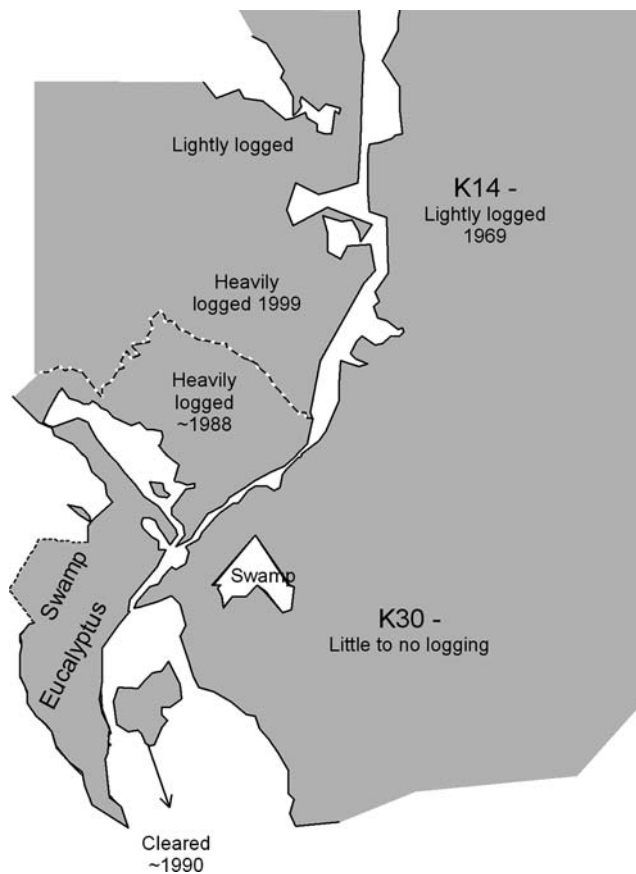 Lightly logged
K14 -
Lightly logged
1969
Heavily
logged 1999
Heavily
logged
~1988
Swamp
Swamp
Eucalyptus
K30 -
Little to no logging
Cleared
~1990